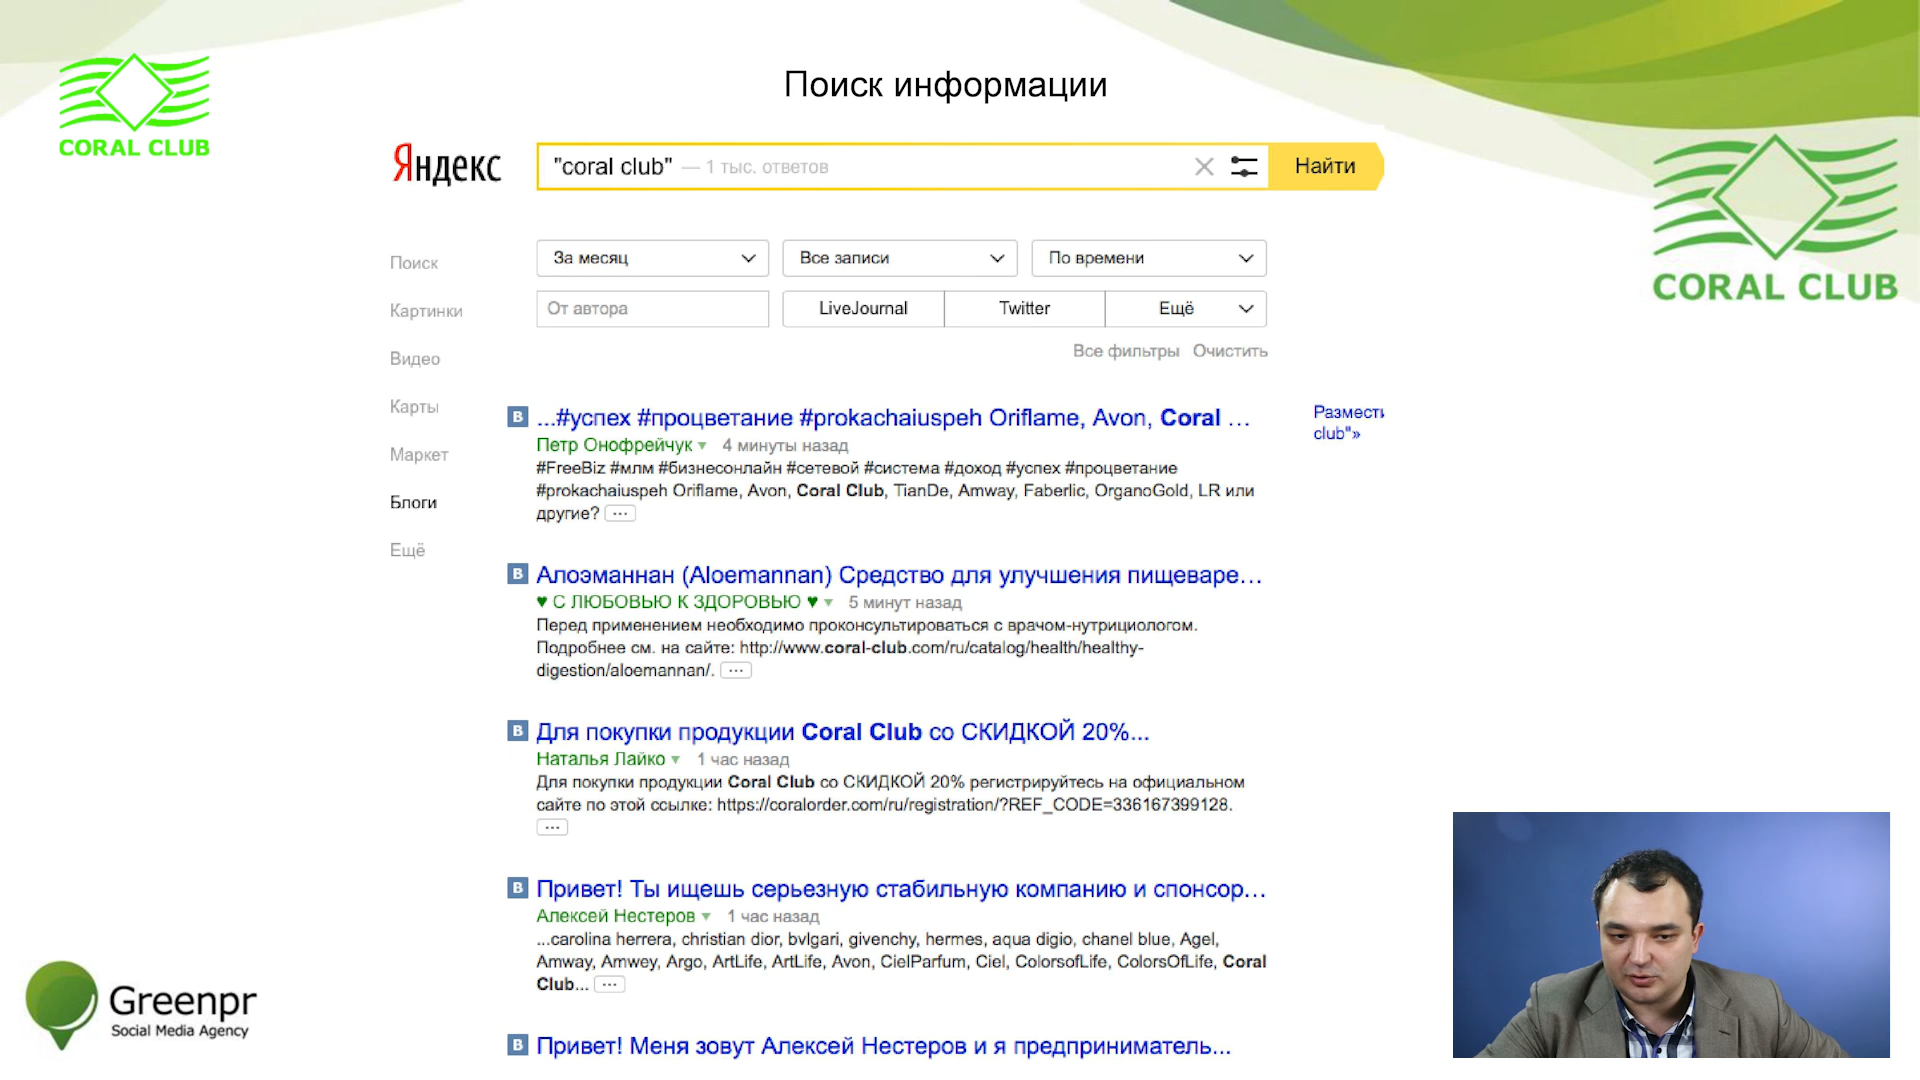 Поиск информации
CORAL CLUB
CORAL CLUB
Яндекс
"coral club" — 1 тыс. ответов
Найти
Поиск
Картинки
Видео
Карты
Маркет
Блоги
Ещё
За месяц
Все записи
По времени
От автора
LiveJournal
Twitter
Ещё
Все фильтры Очистить
В ...#успех #процветание #prokachaiuspeh Oriflame, Avon, Coral ...
Петр Онофрейчук 4 минуты назад
#FreeBiz #млм #бизнесонлайн #сетевой #система #доход #успех #процветание
#prokachaiuspeh Oriflame, Avon, Coral Club, TianDe, Amway, Faberlic, OrganoGold, LR или
другие? ...
Размести
club"»
В Алоэманнан (Aloemannan) Средство для улучшения пищеваре...
♥ С ЛЮБОВЬЮ К ЗДОРОВЬЮ ♥ 5 минут назад
Перед применением необходимо проконсультироваться с врачом-нутрициологом.
Подробнее см. на сайте: http://www.coral-club.com/ru/catalog/health/healthy-
digestion/aloemannan/. ...
В Для покупки продукции Coral Club со СКИДКОЙ 20%...
Наталья Лайко 1 час назад
Для покупки продукции Coral Club со СКИДКОЙ 20% регистрируйтесь на официальном
сайте по этой ссылке: https://coralorder.com/ru/registration/?REF_CODE=336167399128.
...
В Привет! Ты ищешь серьезную стабильную компанию и спонсор...
Алексей Нестеров 1 час назад
...carolina herrera, christian dior, bvlgari, givenchy, hermes, aqua digio, chanel blue, Agel,
Amway, Amwey, Argo, ArtLife, ArtLife, Avon, CielParfum, Ciel, ColorsofLife, ColorsOfLife, Coral
Club... ...
В Привет! Меня зовут Алексей Нестеров и я предприниматель...
Greenpr
Social Media Agency